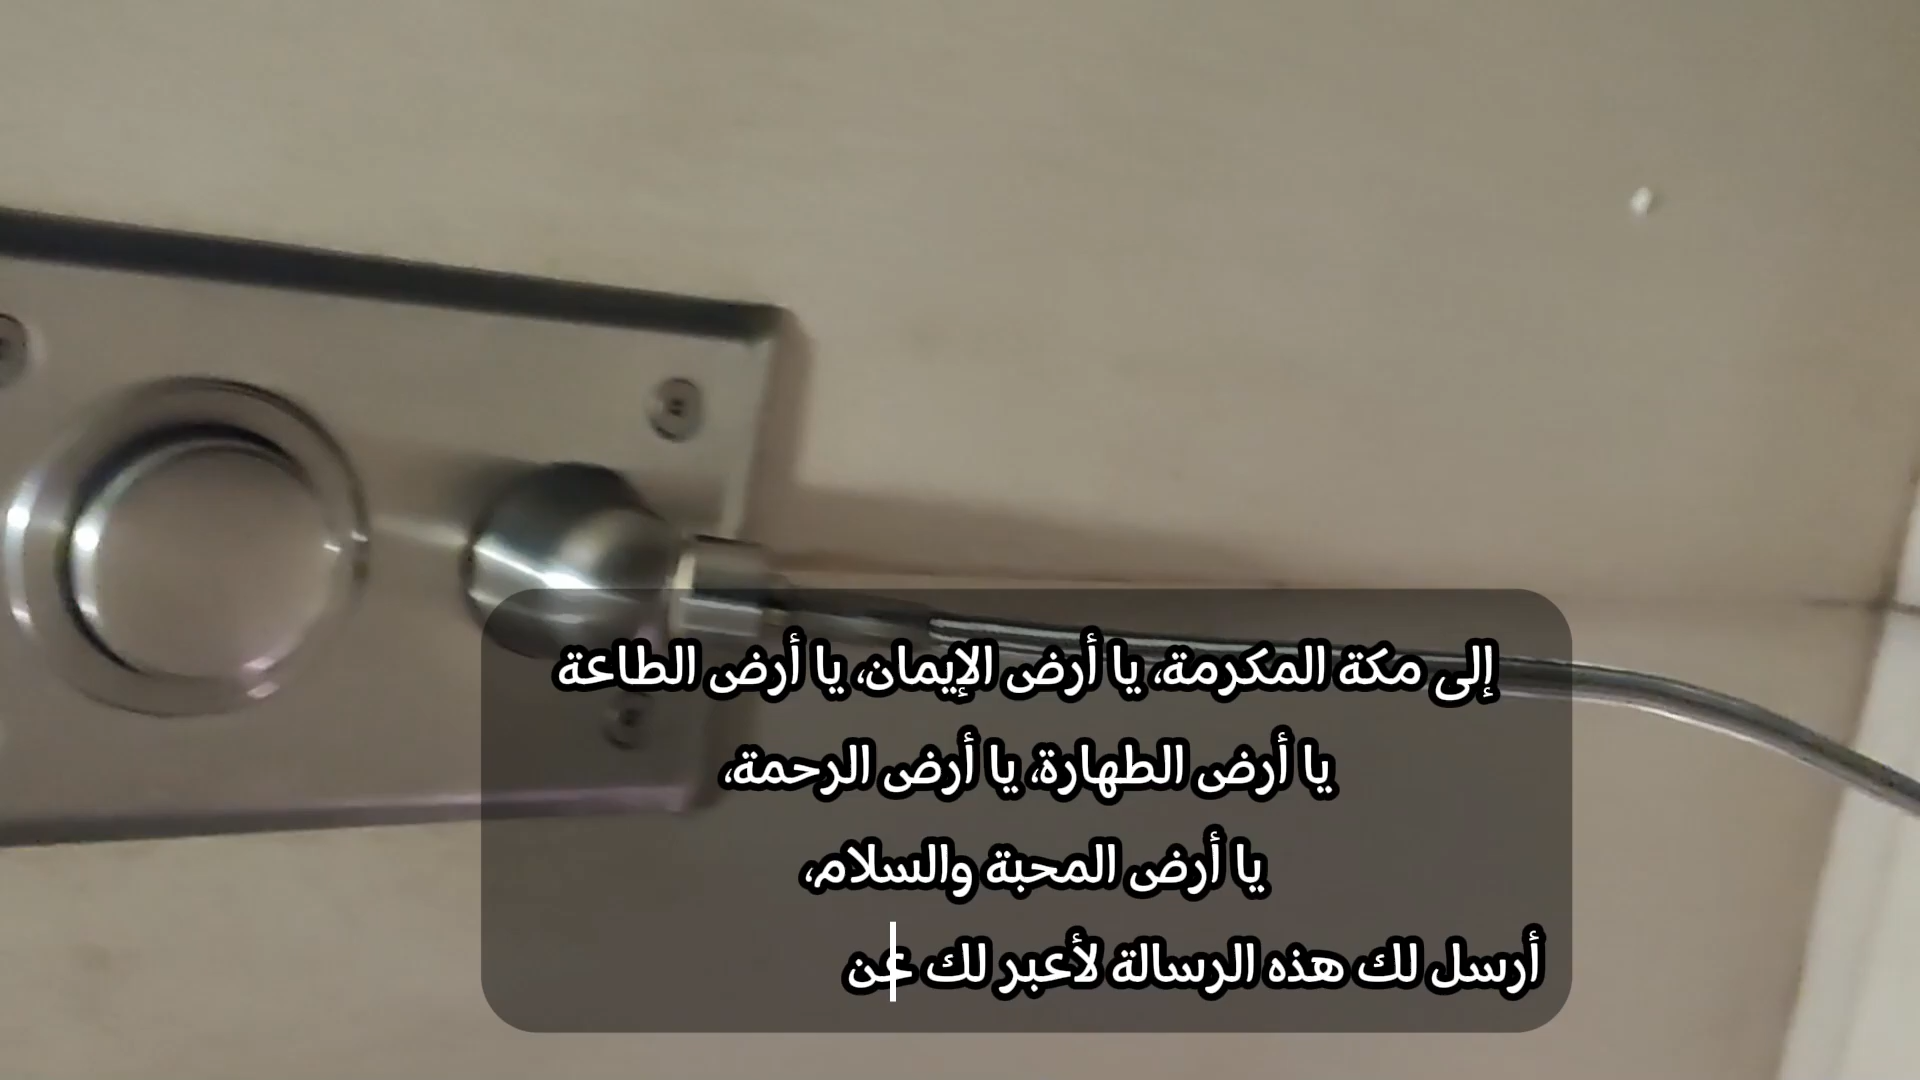 إلى مكة المكرمة، يا أرض الإيمان، يا أرض الطاعة
يا أرض الطهارة، يا أرض الرحمة،
يا أرض المحبة والسلام،
أرسل لك هذه الرسالة لأعبر لك عن